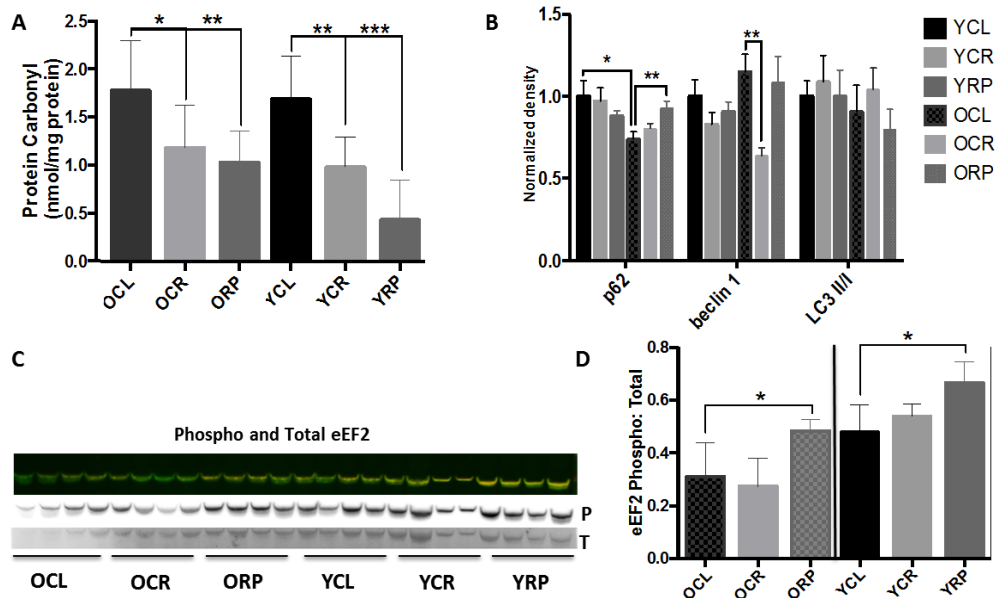 A
Protein Carbonyl
(nmol/mg protein)
2.5
2.0
1.5
1.0
0.5
0.0
*
**
**
***
OCL
OCR
ORP
YCL
YCR
YRP
B
Normalized density
1.5
1.0
0.5
0.0
*
**
**
p62
beclin 1
LC3 II/I
YCL
YCR
YRP
OCL
OCR
ORP
C
Phospho and Total eEF2
P
T
OCL OCR ORP YCL YCR YRP
D
eEF2 Phospho: Total
0.8
0.6
0.4
0.2
0.0
*
*
OCL
OCR
ORP
YCL
YCR
YRP